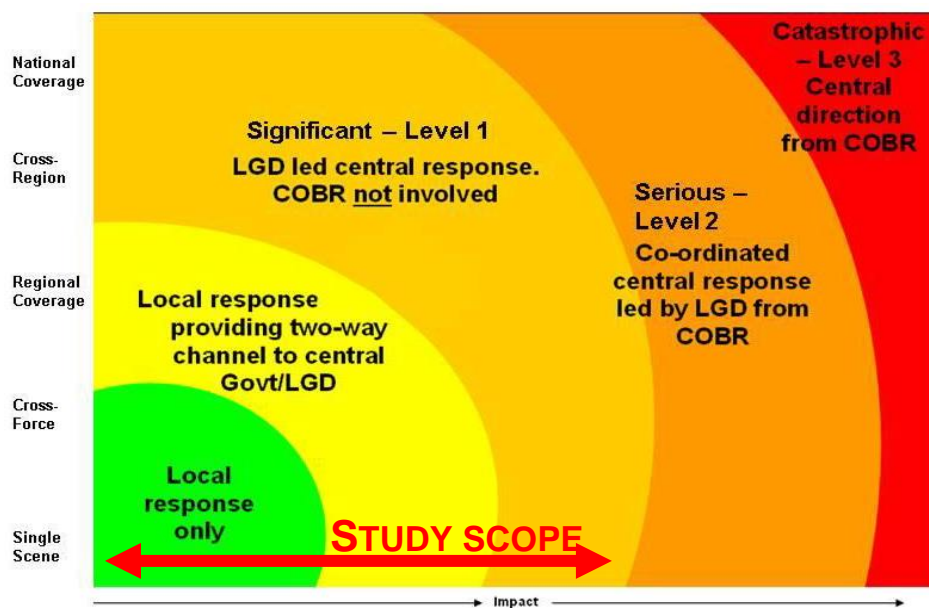 National
Coverage
Cross-
Region
Regional
Coverage
Cross-
Force
Single
Scene
Catastrophic
– Level 3
Central
direction
from COBR
Significant – Level 1
LGD led central response.
COBR not involved
Serious –
Level 2
Co-ordinated
central response
led by LGD from
COBR
Local response
providing two-way
channel to central
Govt/LGD
Local
response
only
STUDY SCOPE
Impact